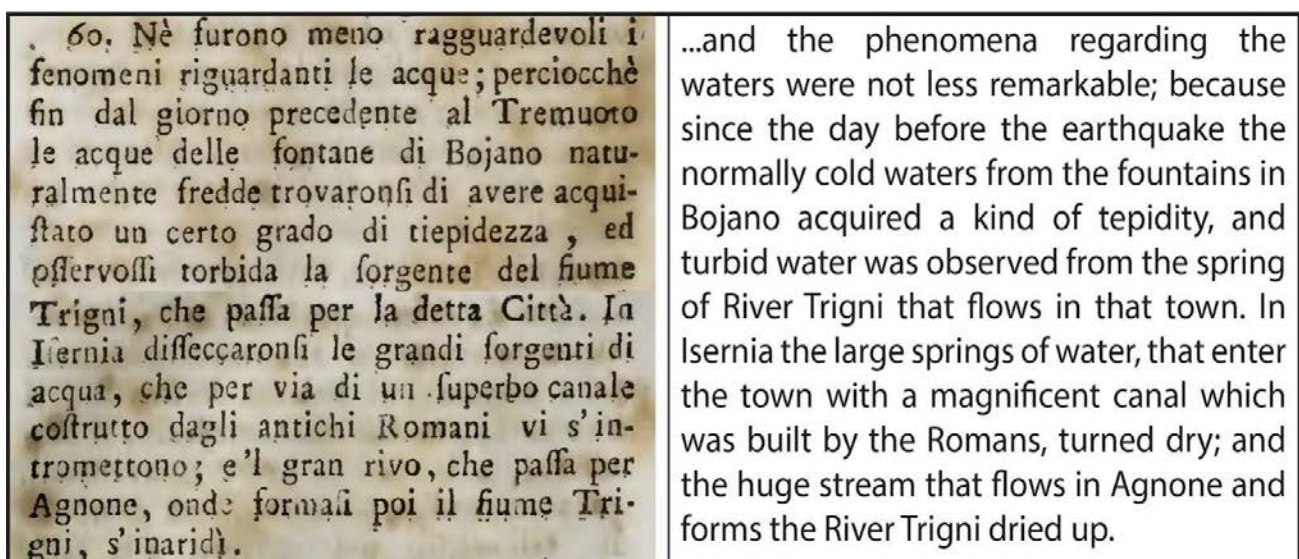 60. Nè furono meno ragguardevoli i
fenomeni riguardanti le acque; perciocchè
fin dal giorno precedente al Tremuoto
le acque delle fontane di Bojano natu-
ralmente fredde trovaronſi di avere acqui-
ſtato un certo grado di tiepidezza, ed
oſſervoſſi torbida la ſorgente del fiume
Trigni, che paſſa per la detta Città. In
Iſernia diſſeccaronſi le grandi ſorgenti di
acqua, che per via di un ſuperbo canale
coſtrutto dagli antichi Romani vi s'in-
tromettono; e'l gran rivo, che paſſa per
Agnone, onde formaſi poi il fiume Tri-
gni, s'inaridì.
...and the phenomena regarding the
waters were not less remarkable; because
since the day before the earthquake the
normally cold waters from the fountains in
Bojano acquired a kind of tepidity, and
turbid water was observed from the spring
of River Trigni that flows in that town. In
Isernia the large springs of water, that enter
the town with a magnificent canal which
was built by the Romans, turned dry; and
the huge stream that flows in Agnone and
forms the River Trigni dried up.